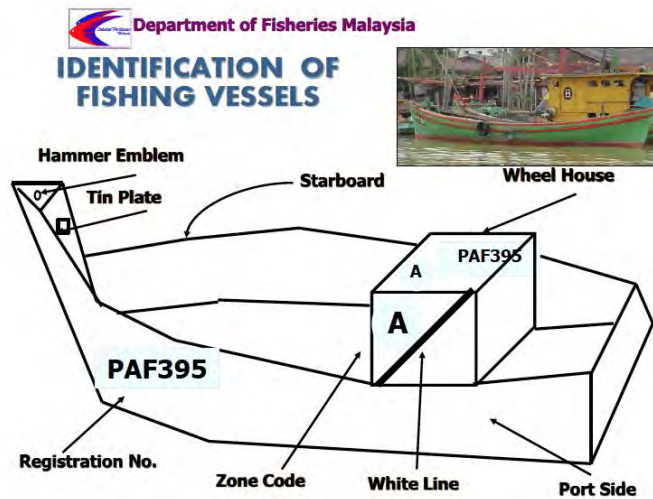 Department of Fisheries Malaysia
IDENTIFICATION OF
FISHING VESSELS
Hammer Emblem
Tin Plate
Starboard
Wheel House
A
PAF395
A
PAF395
Registration No.
Zone Code
White Line
Port Side